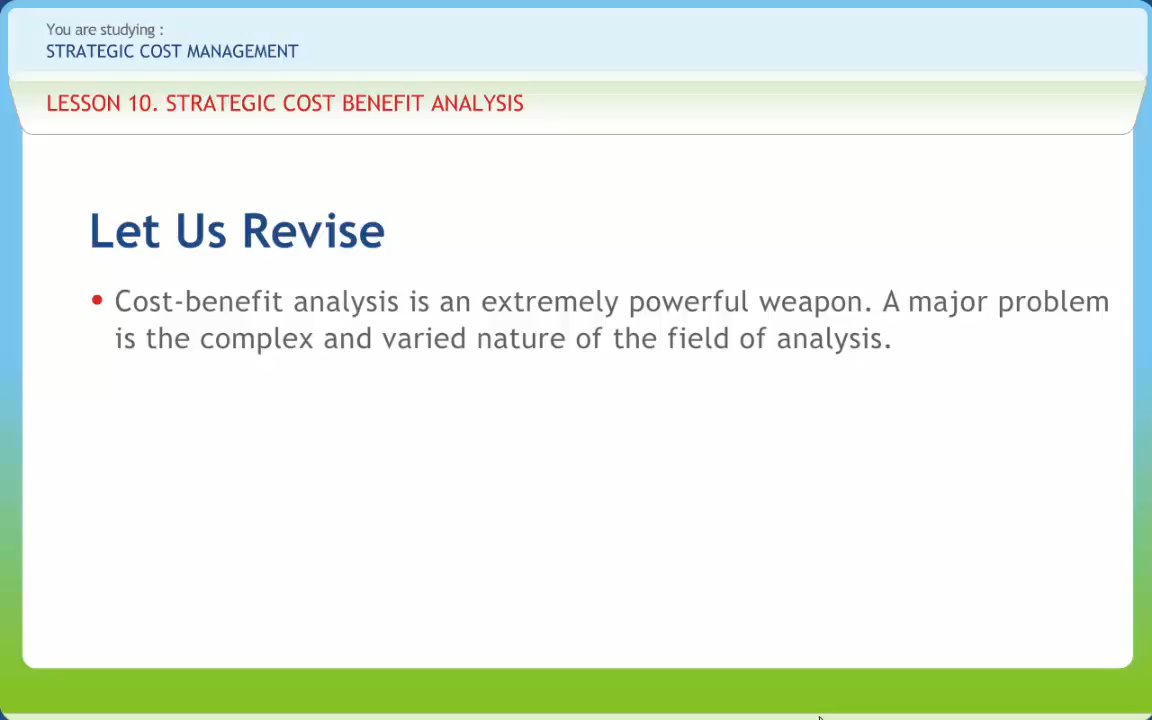 You are studying :
STRATEGIC COST MANAGEMENT
LESSON 10. STRATEGIC COST BENEFIT ANALYSIS
Let Us Revise
• Cost-benefit analysis is an extremely powerful weapon. A major problem
is the complex and varied nature of the field of analysis.